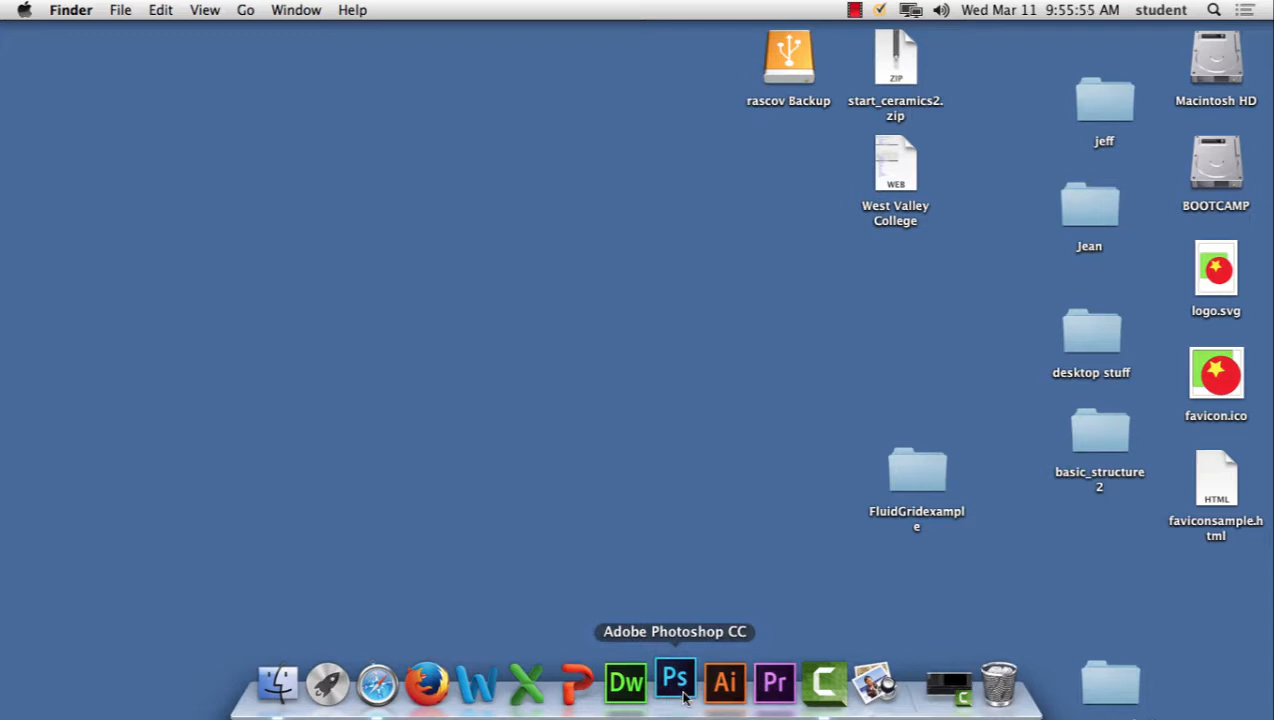 Finder File Edit View Go Window Help Wed Mar 11 9:55:55 AM student
rascov Backup
start_ceramics2.
zip
ZIP
Macintosh HD
jeff
WEB
West Valley
College
BOOTCAMP
Jean
logo.svg
desktop stuff
favicon.ico
basic_structure
2
HTML
faviconsample.h
tml
FluidGridexampl
e
Adobe Photoshop CC
W X P Dw Ps Ai Pr C